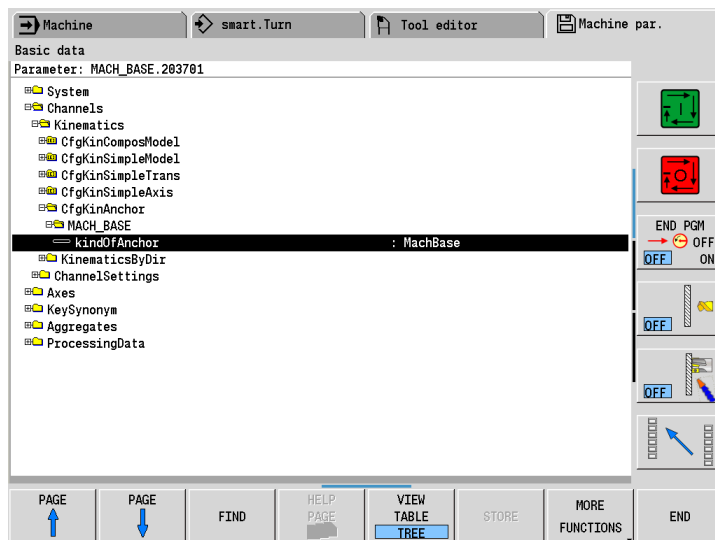 Machine
smart.Turn
Tool editor
Machine par.
Basic data
Parameter: MACH_BASE.203701
System
Channels
Kinematics
CfgKinComposModel
CfgKinSimpleModel
CfgKinSimpleTrans
CfgKinSimpleAxis
CfgKinAnchor
MACH_BASE
kindOfAnchor : MachBase
KinematicsByDir
ChannelSettings
Axes
KeySynonym
Aggregates
ProcessingData
END PGM
OFF
OFF ON
OFF
OFF
PAGE
PAGE
FIND
HELP
PAGE
VIEW
TABLE
TREE
STORE
MORE
FUNCTIONS
END